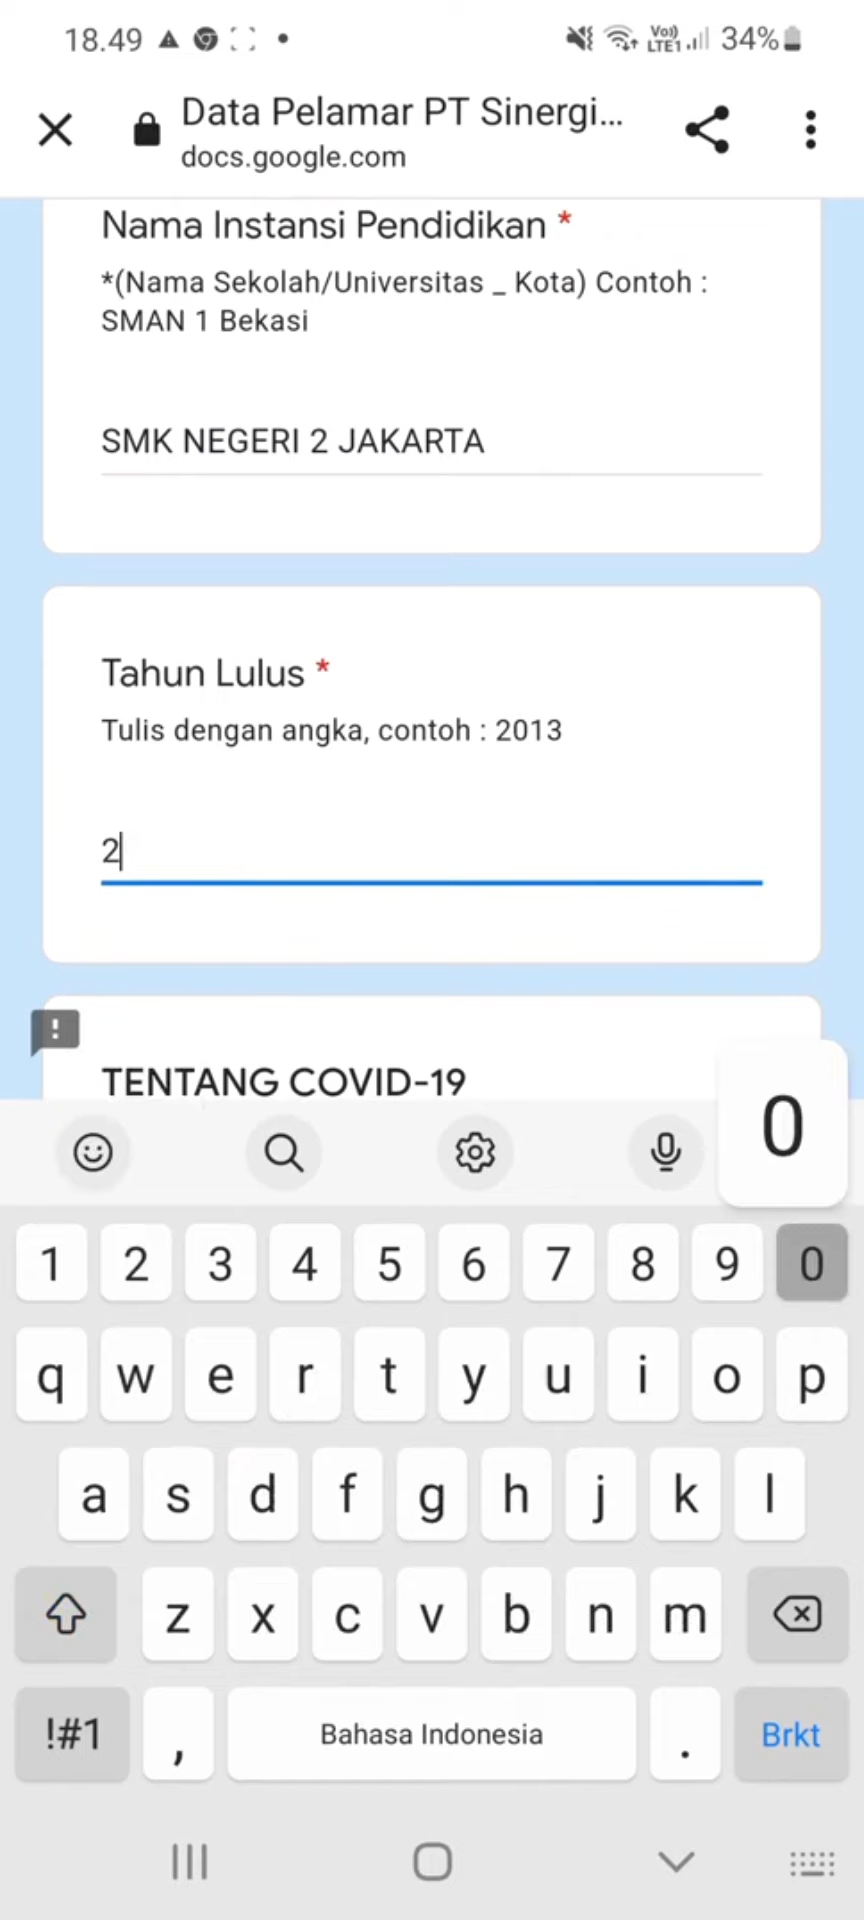 18.49
Vo)) LTE1 34%
Data Pelamar PT Sinergi...
docs.google.com
Nama Instansi Pendidikan *
*(Nama Sekolah/Universitas _ Kota) Contoh :
SMAN 1 Bekasi
SMK NEGERI 2 JAKARTA
Tahun Lulus *
Tulis dengan angka, contoh : 2013
2
!
TENTANG COVID-19
0
1 2 3 4 5 6 7 8 9 0
q w e r t y u i o p
a s d f g h j k l
z x c v b n m
!#1 , Bahasa Indonesia . Brkt